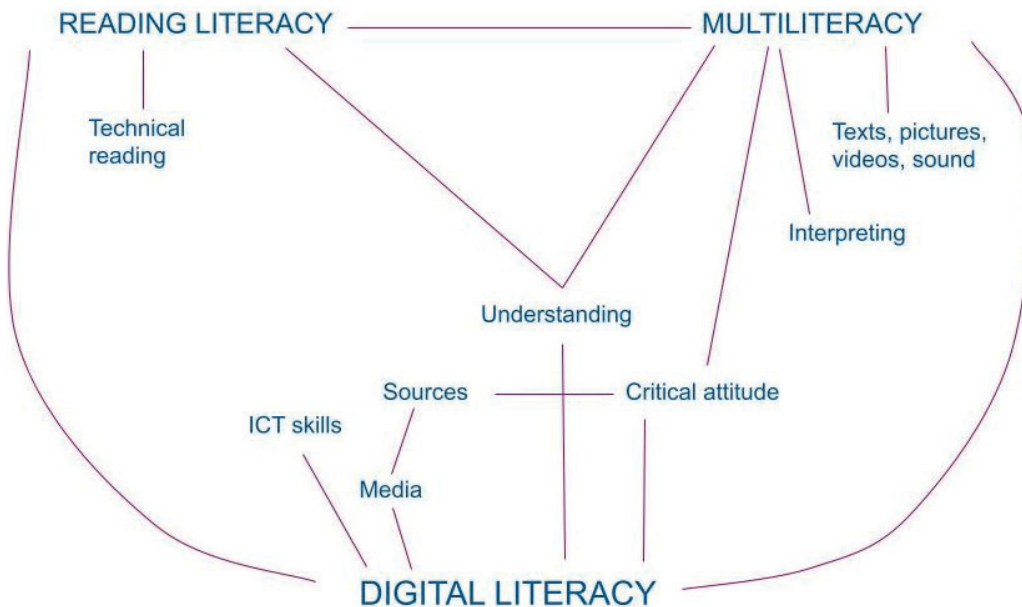 READING LITERACY
MULTILITERACY
Technical
reading
Texts, pictures,
videos, sound
Interpreting
Understanding
Sources
Critical attitude
ICT skills
Media
DIGITAL LITERACY